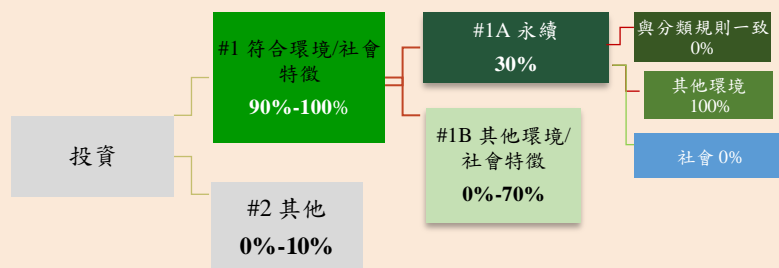 投資
#1 符合環境/社會
特徵
90%-100%
#2 其他
0%-10%
#1A 永續
30%
#1B 其他環境/
社會特徵
0%-70%
與分類規則一致
0%
其他環境
100%
社會 0%